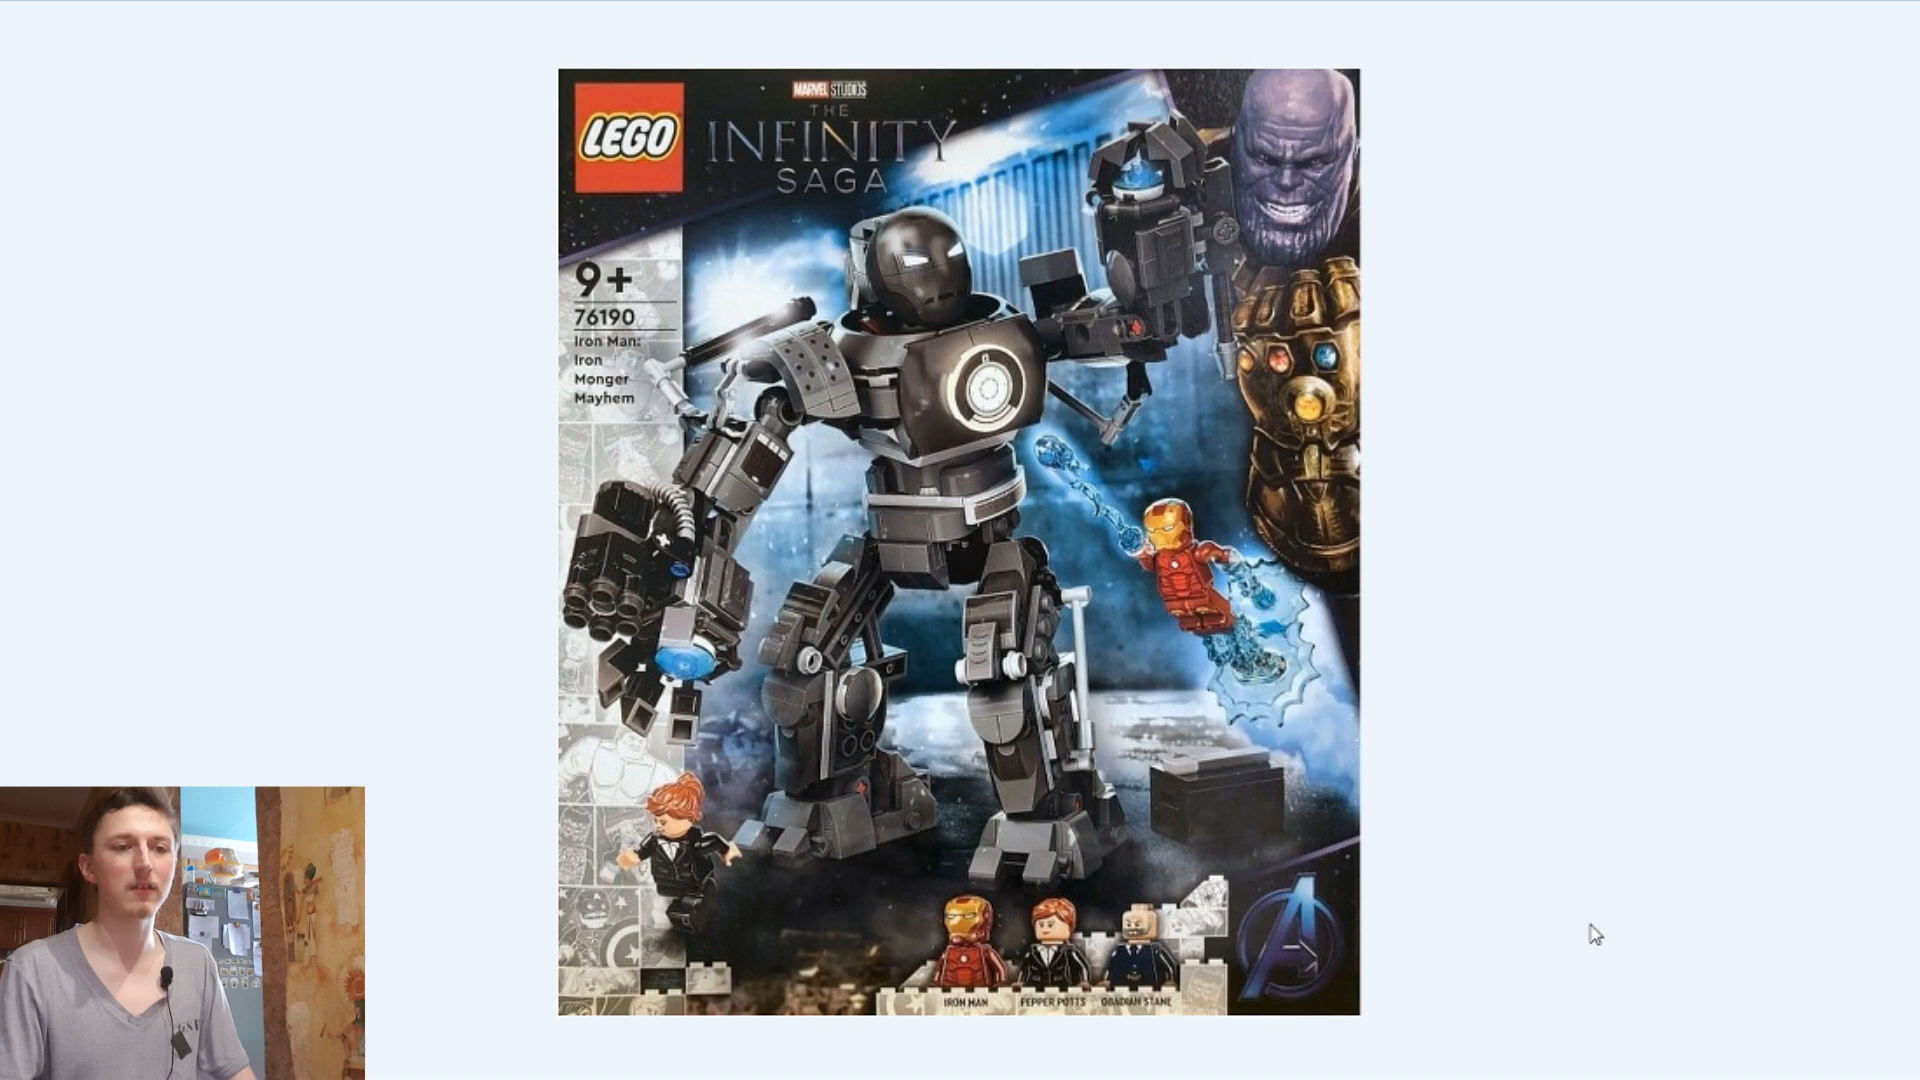 LEGO
MARVEL STUDIOS
THE
INFINITY
SAGA
9+
76190
Iron Man:
Iron
Monger
Mayhem
IRON MAN
PEPPER POTTS
OBADIAH STANE